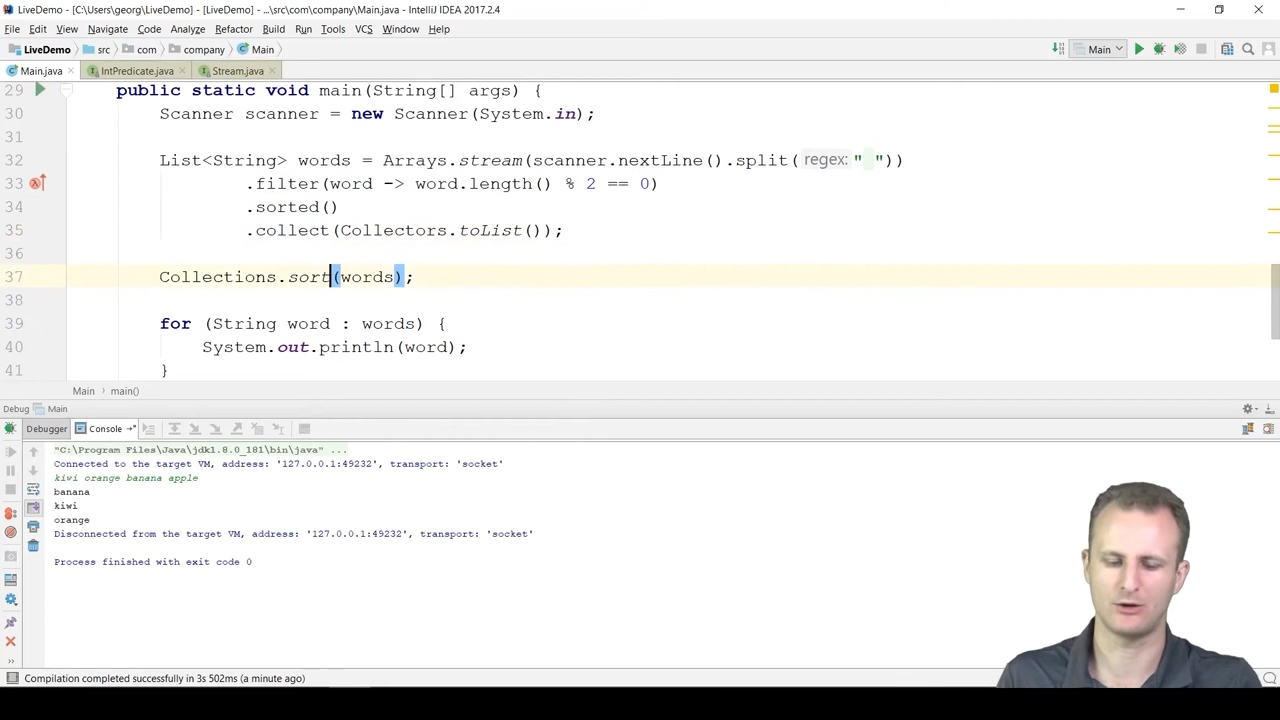 LiveDemo - [C:\Users\georg\LiveDemo] - [LiveDemo] - ...\src\com\company\Main.java - IntelliJ IDEA 2017.2.4
File Edit View Navigate Code Analyze Refactor Build Run Tools VCS Window Help
LiveDemo src com company Main Main
Main.java IntPredicate.java Stream.java
29 public static void main(String[] args) {
30 Scanner scanner = new Scanner(System.in);
31
32 List<String> words = Arrays.stream(scanner.nextLine().split( regex: " "))
33 .filter(word -> word.length() % 2 == 0)
34 .sorted()
35 .collect(Collectors.toList());
36
37 Collections.sort(words);
38
39 for (String word : words) {
40 System.out.println(word);
41 }
Main main()
Debug Main
Debugger Console
"C:\Program Files\Java\jdk1.8.0_181\bin\java" ...
Connected to the target VM, address: '127.0.0.1:49232', transport: 'socket'
kiwi orange banana apple
banana
kiwi
orange
Disconnected from the target VM, address: '127.0.0.1:49232', transport: 'socket'
Process finished with exit code 0
Compilation completed successfully in 3s 502ms (a minute ago)